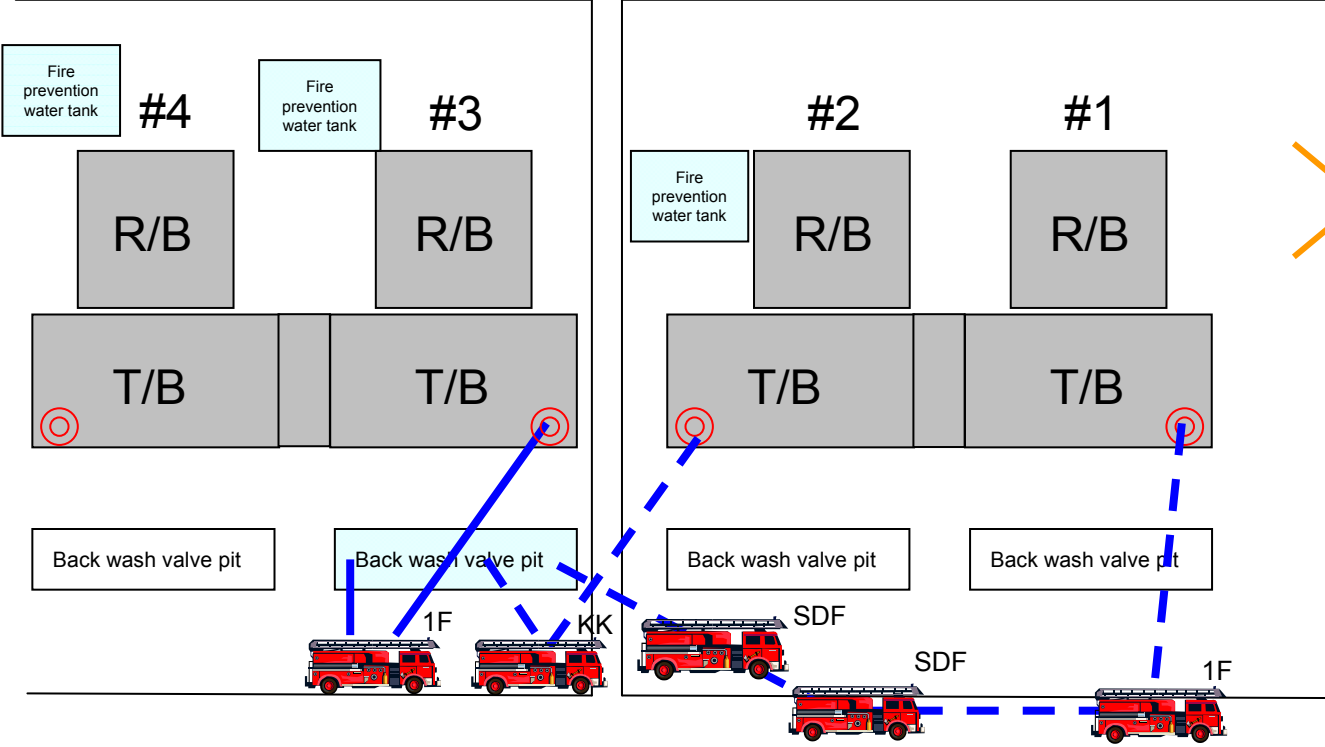 Fire
prevention
water tank
#4
Fire
prevention
water tank
#3
#2
#1
Fire
prevention
water tank
R/B
R/B
R/B
R/B
T/B
T/B
T/B
T/B
Back wash valve pit
Back wash valve pit
Back wash valve pit
Back wash valve pit
1F
KK
SDF
SDF
1F